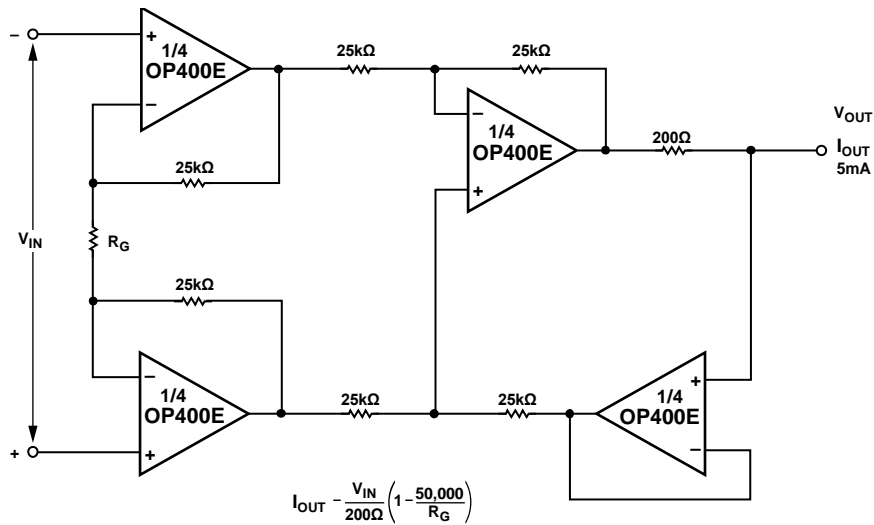 −
+
1/4
OP400E
−
25kΩ
25kΩ
25kΩ
−
1/4
OP400E
+
200Ω
V_OUT
I_OUT
5mA
V_IN
R_G
25kΩ
−
1/4
OP400E
+
+
25kΩ
25kΩ
+
1/4
OP400E
−
I_OUT − V_IN/200Ω (1 − 50,000/R_G)